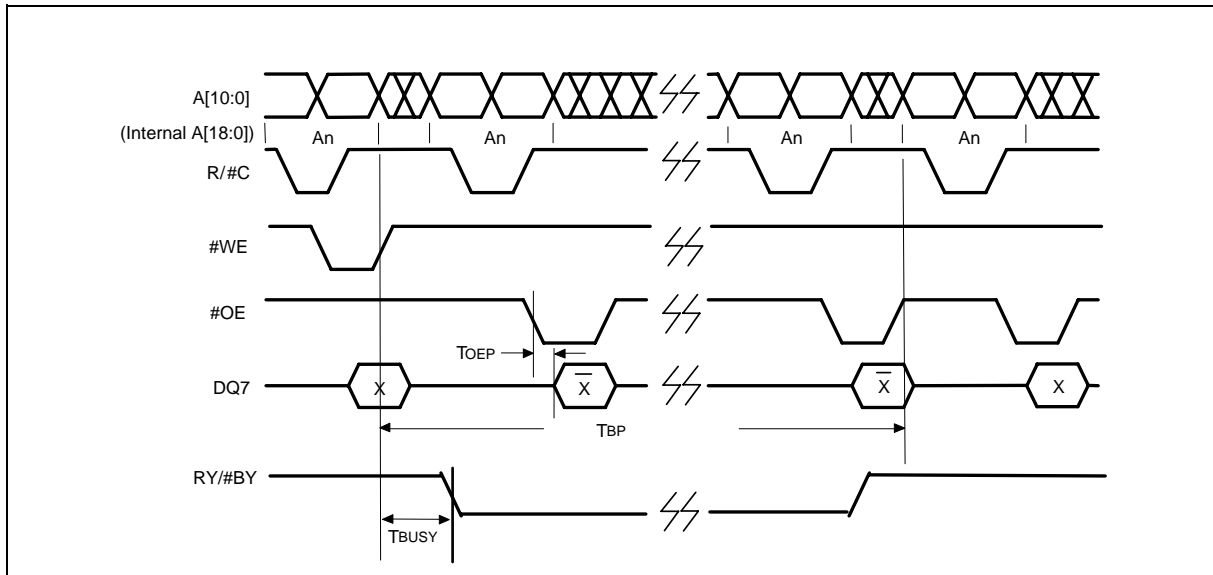 A[10:0]
(Internal A[18:0])
An An An An
R/#C
#WE
#OE
TOEP
DQ7
X X̅ X̅ X
TBP
RY/#BY
TBUSY